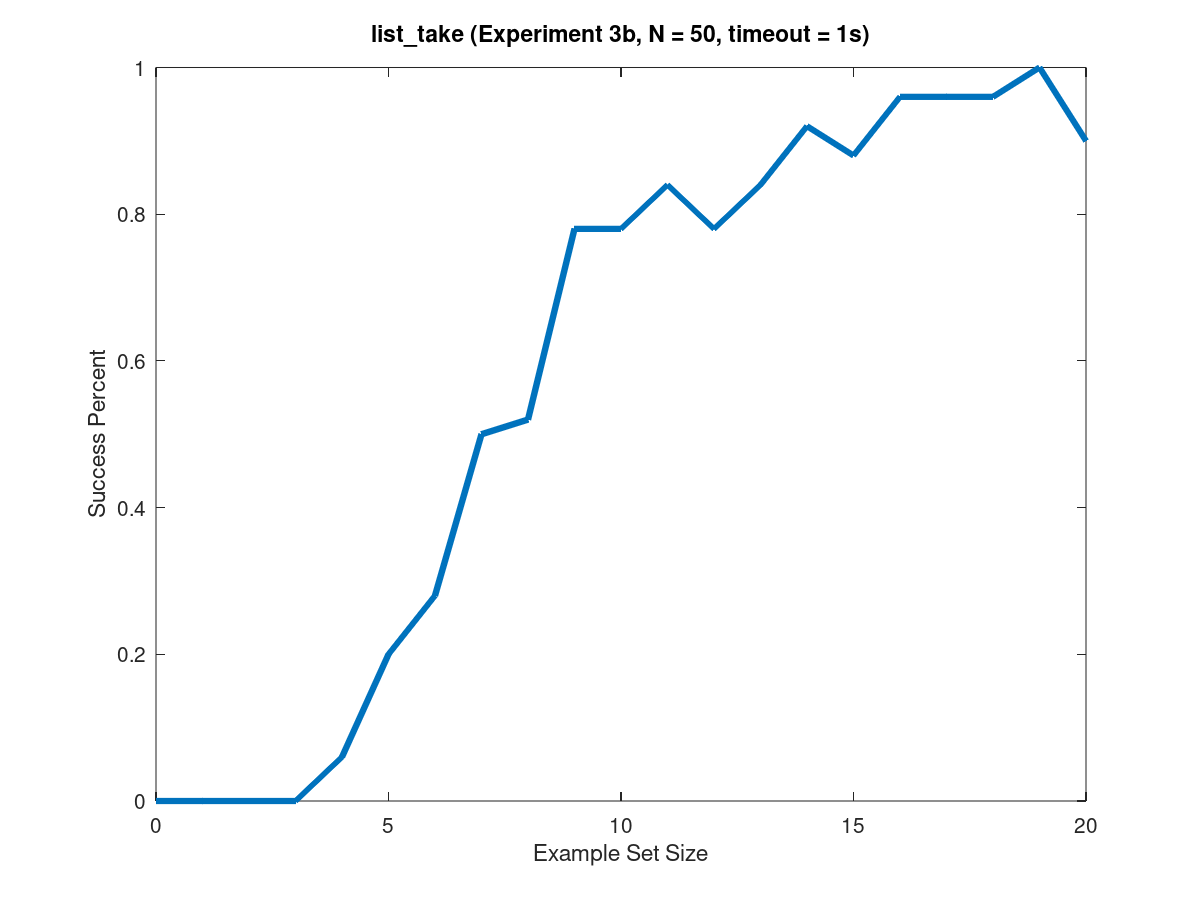 list_take (Experiment 3b, N = 50, timeout = 1s)
1
0.8
0.6
0.4
0.2
0
Success Percent
0 5 10 15 20
Example Set Size